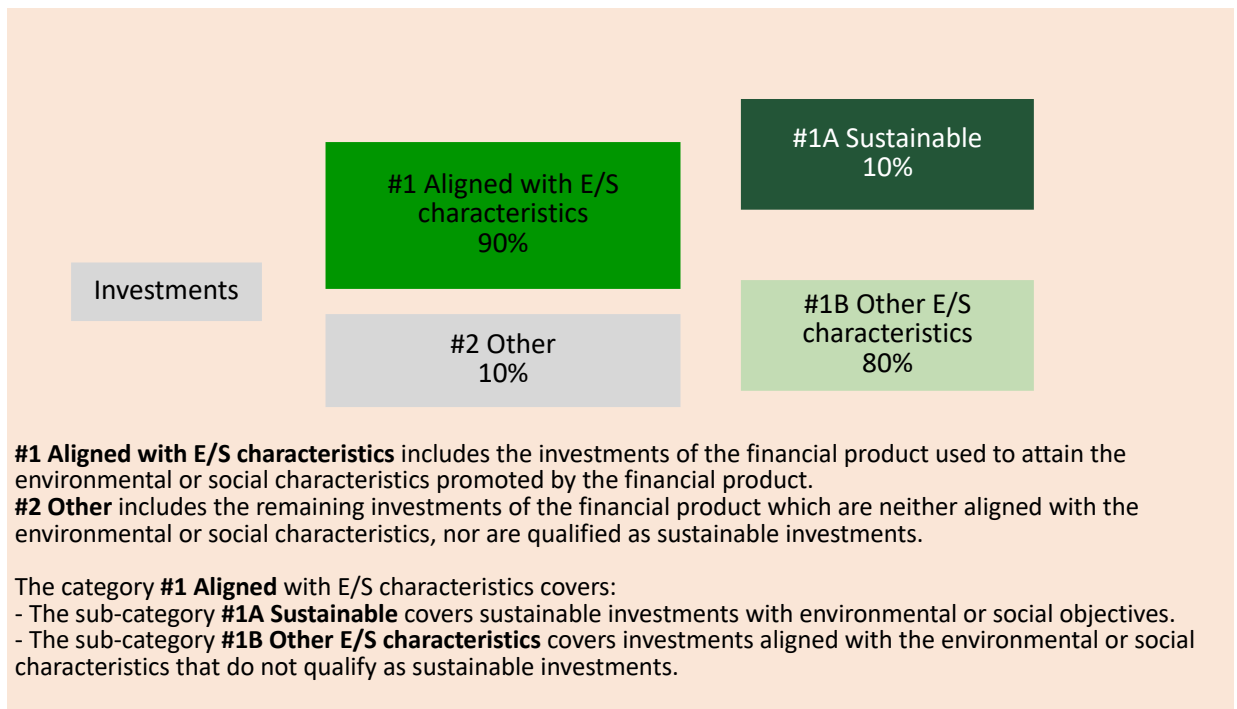 #1A Sustainable
10%
#1 Aligned with E/S
characteristics
90%
Investments
#1B Other E/S
characteristics
80%
#2 Other
10%
#1 Aligned with E/S characteristics includes the investments of the financial product used to attain the
environmental or social characteristics promoted by the financial product.
#2 Other includes the remaining investments of the financial product which are neither aligned with the
environmental or social characteristics, nor are qualified as sustainable investments.
The category #1 Aligned with E/S characteristics covers:
- The sub-category #1A Sustainable covers sustainable investments with environmental or social objectives.
- The sub-category #1B Other E/S characteristics covers investments aligned with the environmental or social
characteristics that do not qualify as sustainable investments.